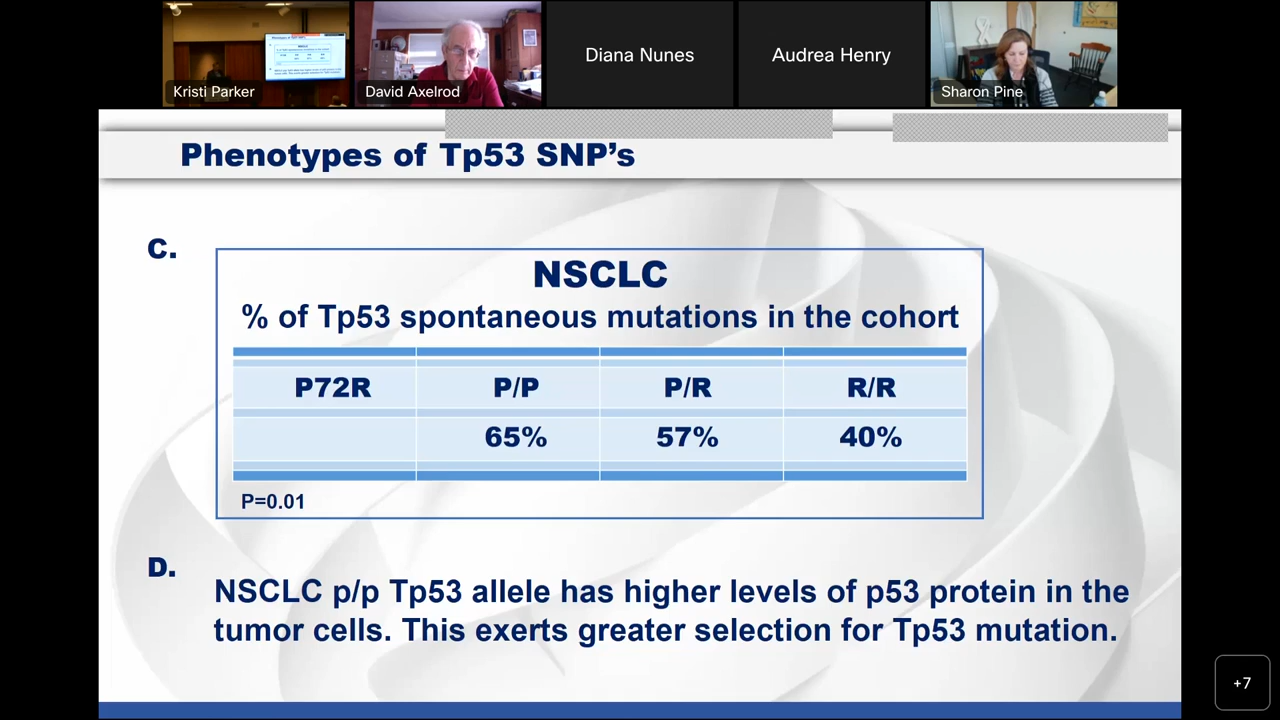 Kristi Parker
David Axelrod
Diana Nunes
Audrea Henry
Sharon Pine
Phenotypes of Tp53 SNP’s
C.
NSCLC
% of Tp53 spontaneous mutations in the cohort
P72R P/P P/R R/R
65% 57% 40%
P=0.01
D.
NSCLC p/p Tp53 allele has higher levels of p53 protein in the
tumor cells. This exerts greater selection for Tp53 mutation.
+7